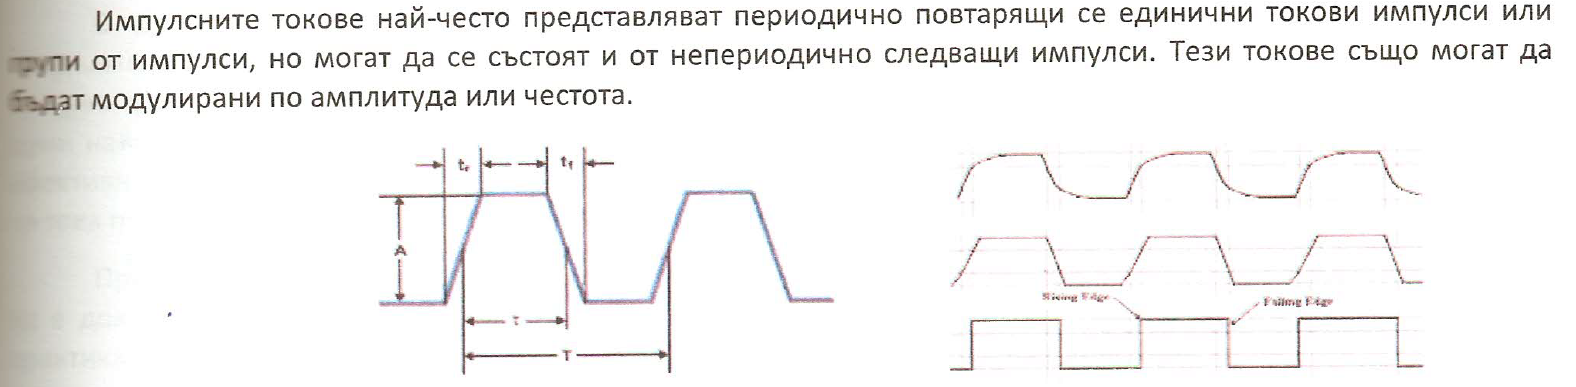 Импулсните токове най-често представляват периодично повтарящи се единични токови импулси или
групи от импулси, но могат да се състоят и от непериодично следващи импулси. Тези токове също могат да
бъдат модулирани по амплитуда или честота.
tr
tf
A
τ
T
Rising Edge
Falling Edge